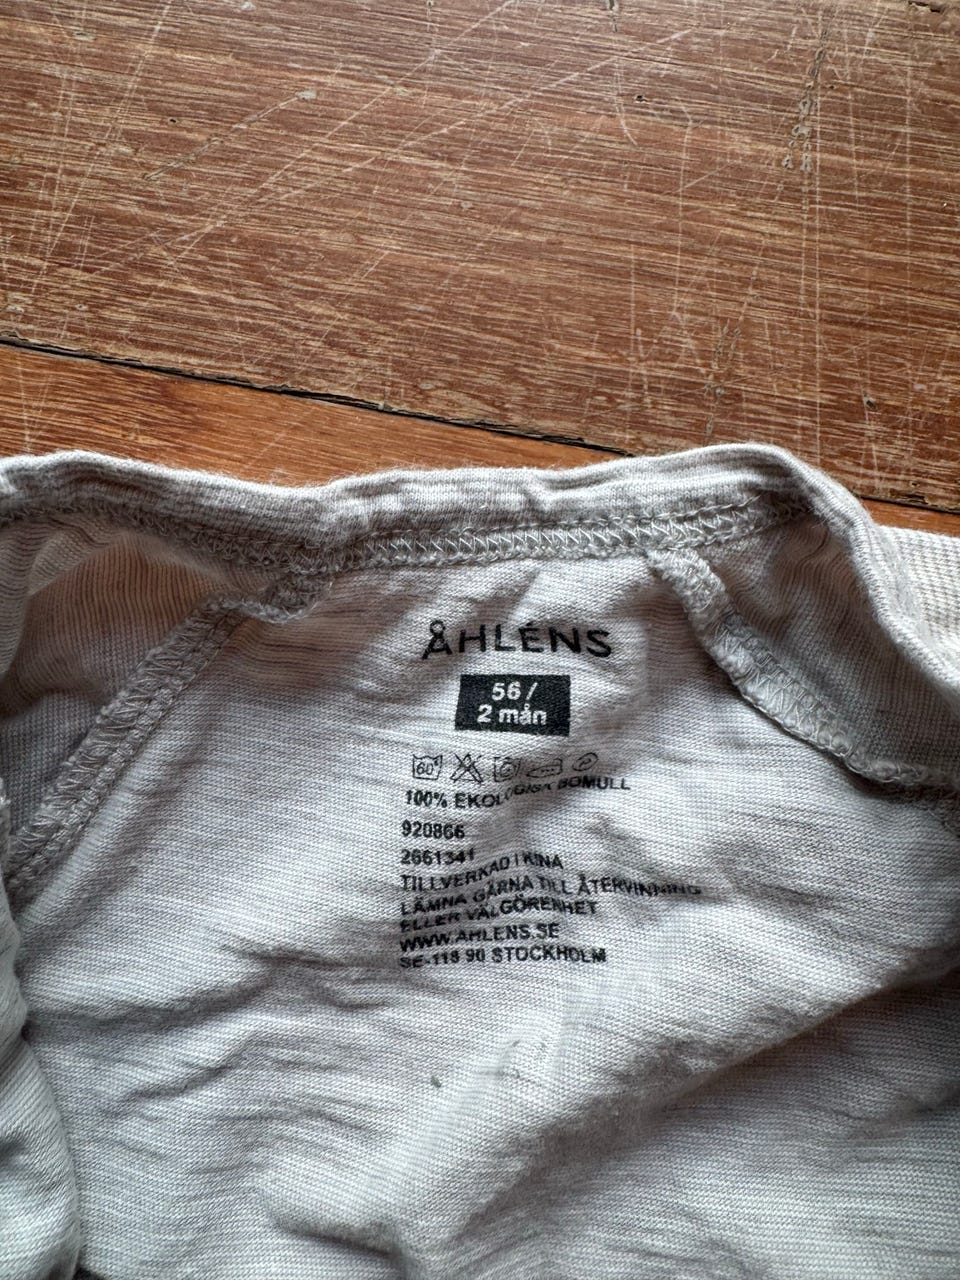 ÅHLÉNS
56/
2 mån
60°
100% EKOLOGISK BOMULL
920866
2661341
TILLVERKAD I KINA
LÄMNA GÄRNA TILL ÅTERVINNING
ELLER VÄLGÖRENHET
WWW.AHLENS.SE
SE-118 90 STOCKHOLM